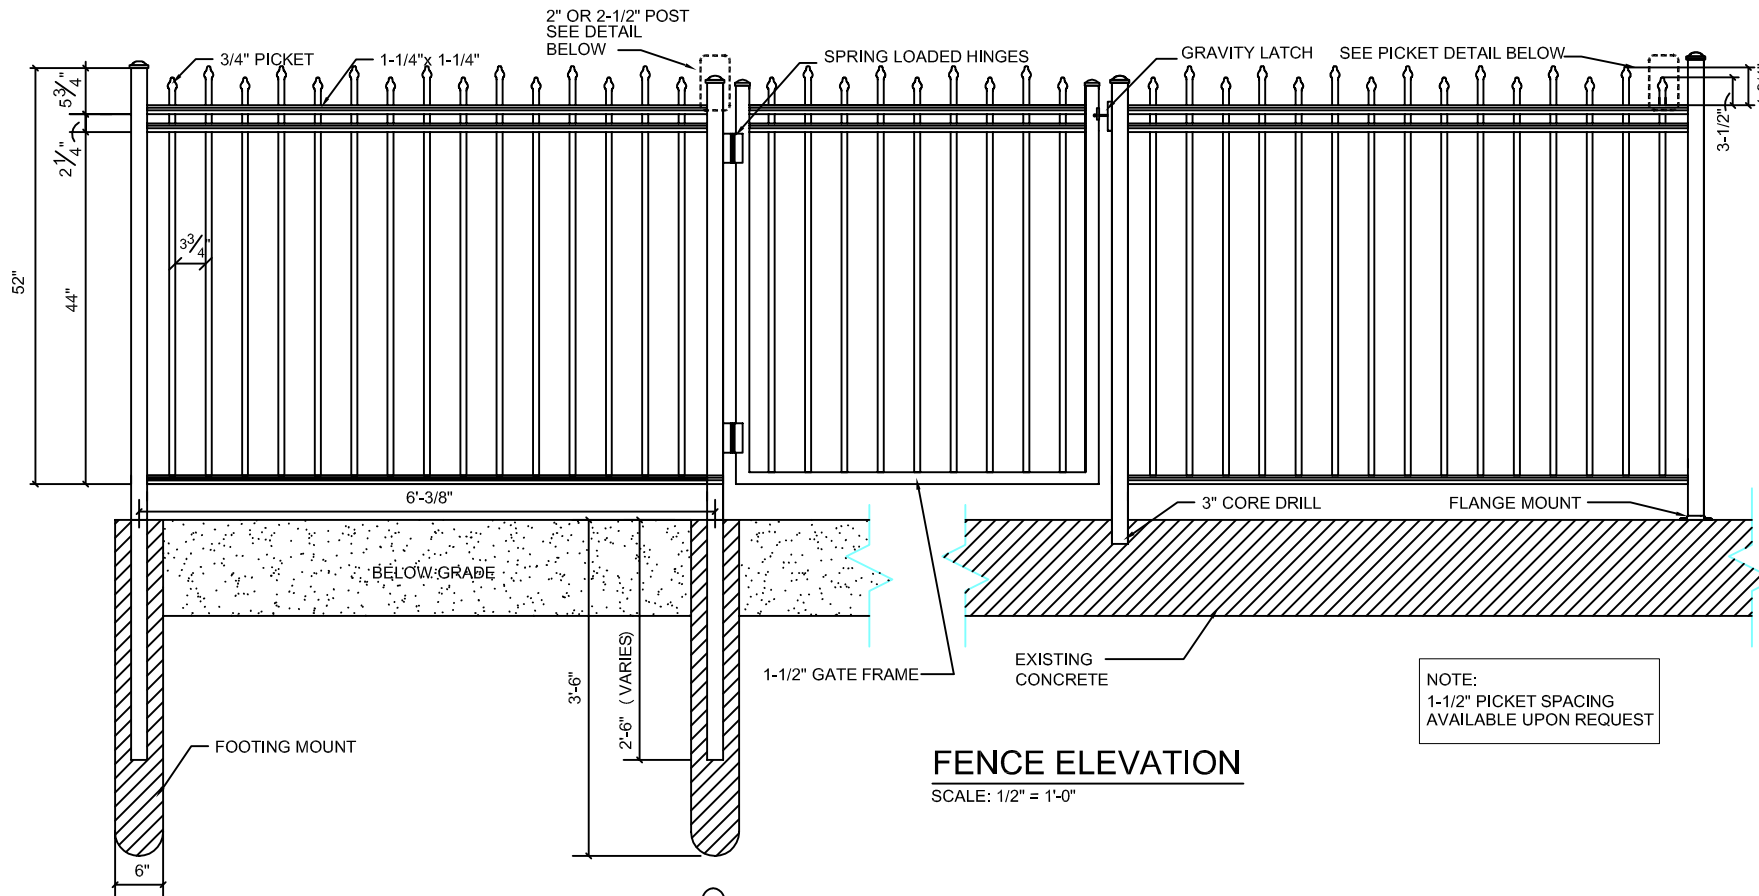 2" OR 2-1/2" POST
SEE DETAIL
BELOW
3/4" PICKET
1-1/4"x 1-1/4"
SPRING LOADED HINGES
GRAVITY LATCH
SEE PICKET DETAIL BELOW
5 3/4"
2 1/4"
3 3/4"
52"
44"
3-1/2"
6'-3/8"
3" CORE DRILL
FLANGE MOUNT
BELOW GRADE
3'-6"
2'-6" ( VARIES)
1-1/2" GATE FRAME
EXISTING
CONCRETE
NOTE:
1-1/2" PICKET SPACING
AVAILABLE UPON REQUEST
FOOTING MOUNT
FENCE ELEVATION
SCALE: 1/2" = 1'-0"
6"